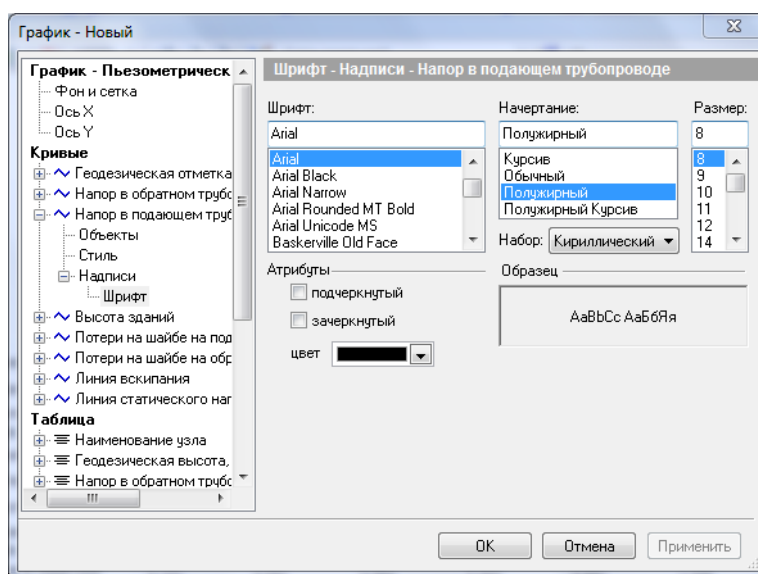 График - Новый
График - Пьезометрическ
Фон и сетка
Ось X
Ось Y
Кривые
Геодезическая отметка
Напор в обратном трубо
Напор в подающем труб
Объекты
Стиль
Надписи
Шрифт
Высота зданий
Потери на шайбе на под
Потери на шайбе на обр
Линия вскипания
Линия статического нап
Таблица
Наименование узла
Геодезическая высота,
Напор в обратном трубо
Шрифт - Надписи - Напор в подающем трубопроводе
Шрифт:
Arial
Arial
Arial Black
Arial Narrow
Arial Rounded MT Bold
Arial Unicode MS
Baskerville Old Face
Начертание:
Полужирный
Курсив
Обычный
Полужирный
Полужирный Курсив
Размер:
8
8
9
10
11
12
14
Набор: Кириллический
Атрибуты
подчеркнутый
зачеркнутый
цвет
Образец
AaBbCc АаБбЯя
OK
Отмена
Применить